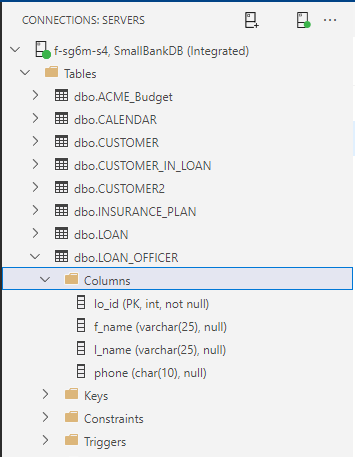 CONNECTIONS: SERVERS
f-sg6m-s4, SmallBankDB (Integrated)
Tables
dbo.ACME_Budget
dbo.CALENDAR
dbo.CUSTOMER
dbo.CUSTOMER_IN_LOAN
dbo.CUSTOMER2
dbo.INSURANCE_PLAN
dbo.LOAN
dbo.LOAN_OFFICER
Columns
lo_id (PK, int, not null)
f_name (varchar(25), null)
l_name (varchar(25), null)
phone (char(10), null)
Keys
Constraints
Triggers